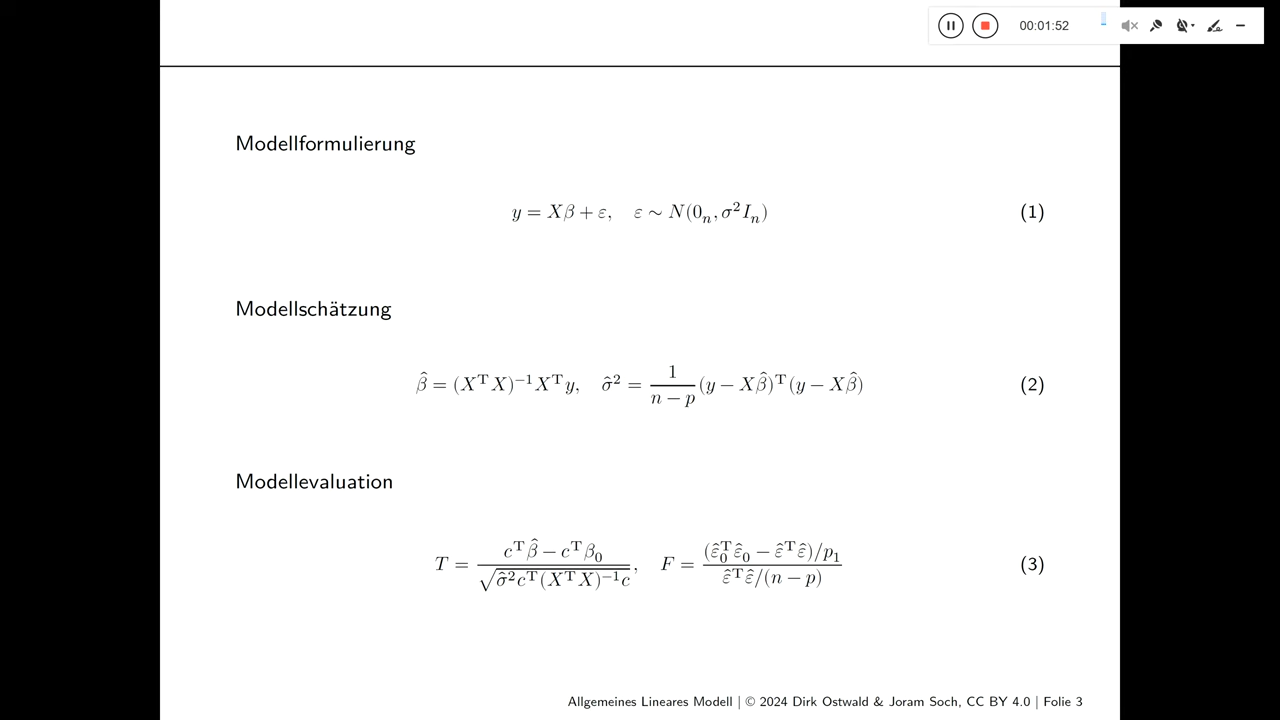 00:01:52
Modellformulierung
y = Xβ + ε, ε ∼ N(0ₙ, σ²Iₙ) (1)
Modellschätzung
β̂ = (XᵀX)⁻¹Xᵀy, σ̂² = 1/(n − p) (y − Xβ̂)ᵀ(y − Xβ̂) (2)
Modellevaluation
T = (cᵀβ̂ − cᵀβ₀)/√(σ̂²cᵀ(XᵀX)⁻¹c), F = ((ε̂₀ᵀε̂₀ − ε̂ᵀε̂)/p₁)/(ε̂ᵀε̂/(n − p)) (3)
Allgemeines Lineares Modell | © 2024 Dirk Ostwald & Joram Soch, CC BY 4.0 | Folie 3